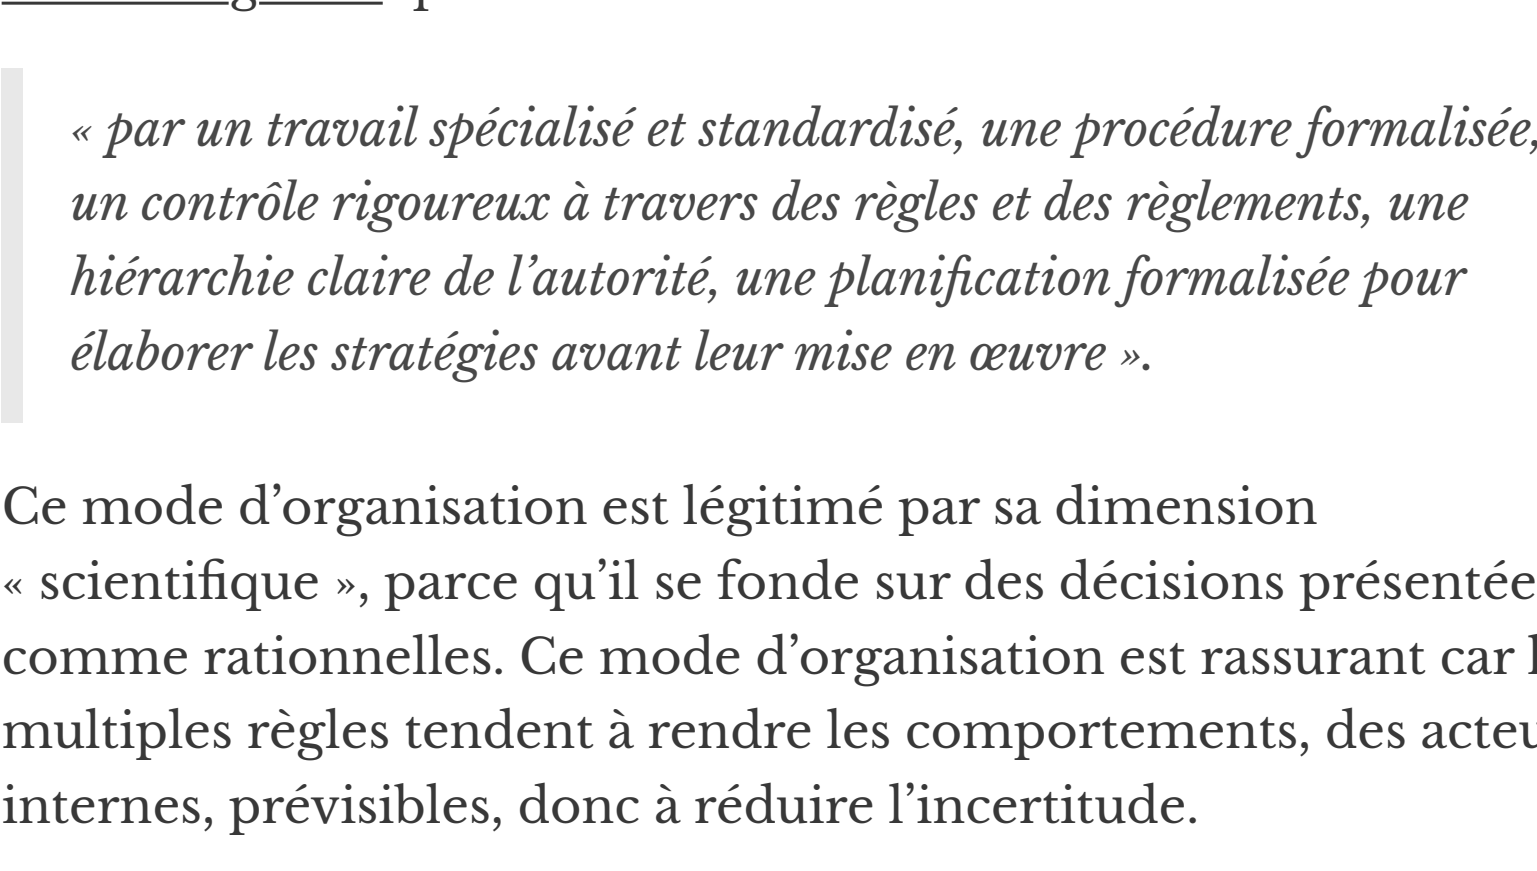 « par un travail spécialisé et standardisé, une procédure formalisée,
un contrôle rigoureux à travers des règles et des règlements, une
hiérarchie claire de l’autorité, une planification formalisée pour
élaborer les stratégies avant leur mise en œuvre ».
Ce mode d’organisation est légitimé par sa dimension
« scientifique », parce qu’il se fonde sur des décisions présentée
comme rationnelles. Ce mode d’organisation est rassurant car
multiples règles tendent à rendre les comportements, des acteu
internes, prévisibles, donc à réduire l’incertitude.